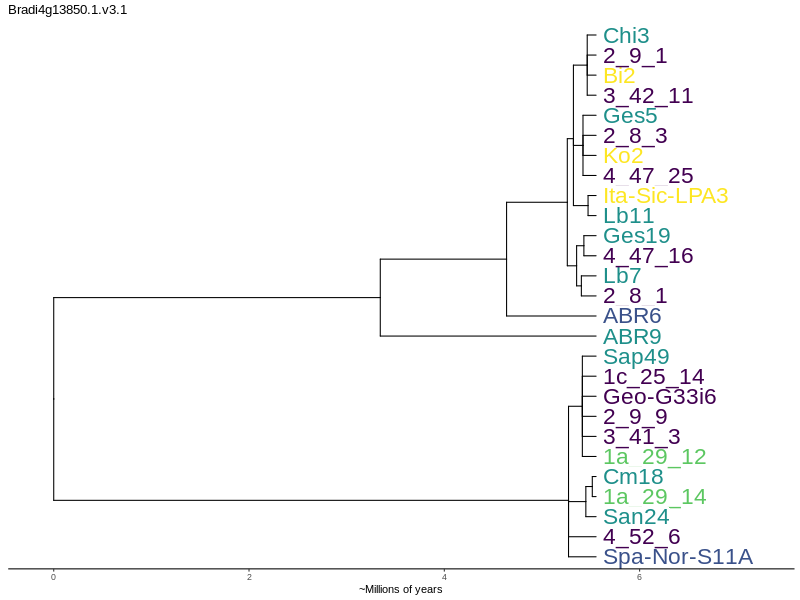 Bradi4g13850.1.v3.1
Chi3
2_9_1
Bi2
3_42_11
Ges5
2_8_3
Ko2
4_47_25
Ita-Sic-LPA3
Lb11
Ges19
4_47_16
Lb7
2_8_1
ABR6
ABR9
Sap49
1c_25_14
Geo-G33i6
2_9_9
3_41_3
1a_29_12
Cm18
1a_29_14
San24
4_52_6
Spa-Nor-S11A
0 2 4 6
~Millions of years